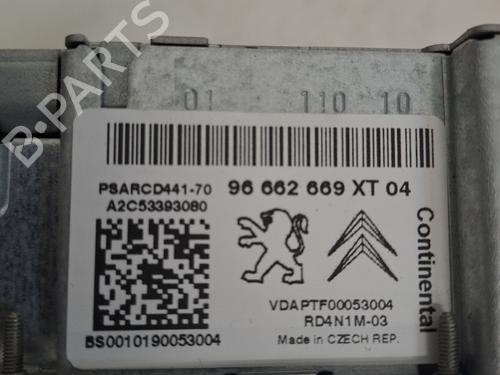 01 110 10
PSARCD441-70 96 662 669 XT 04
A2C53393080
Continental
VDAPTF00053004
RD4N1M-03
BS0010190053004 Made in CZECH REP.
B-PARTS